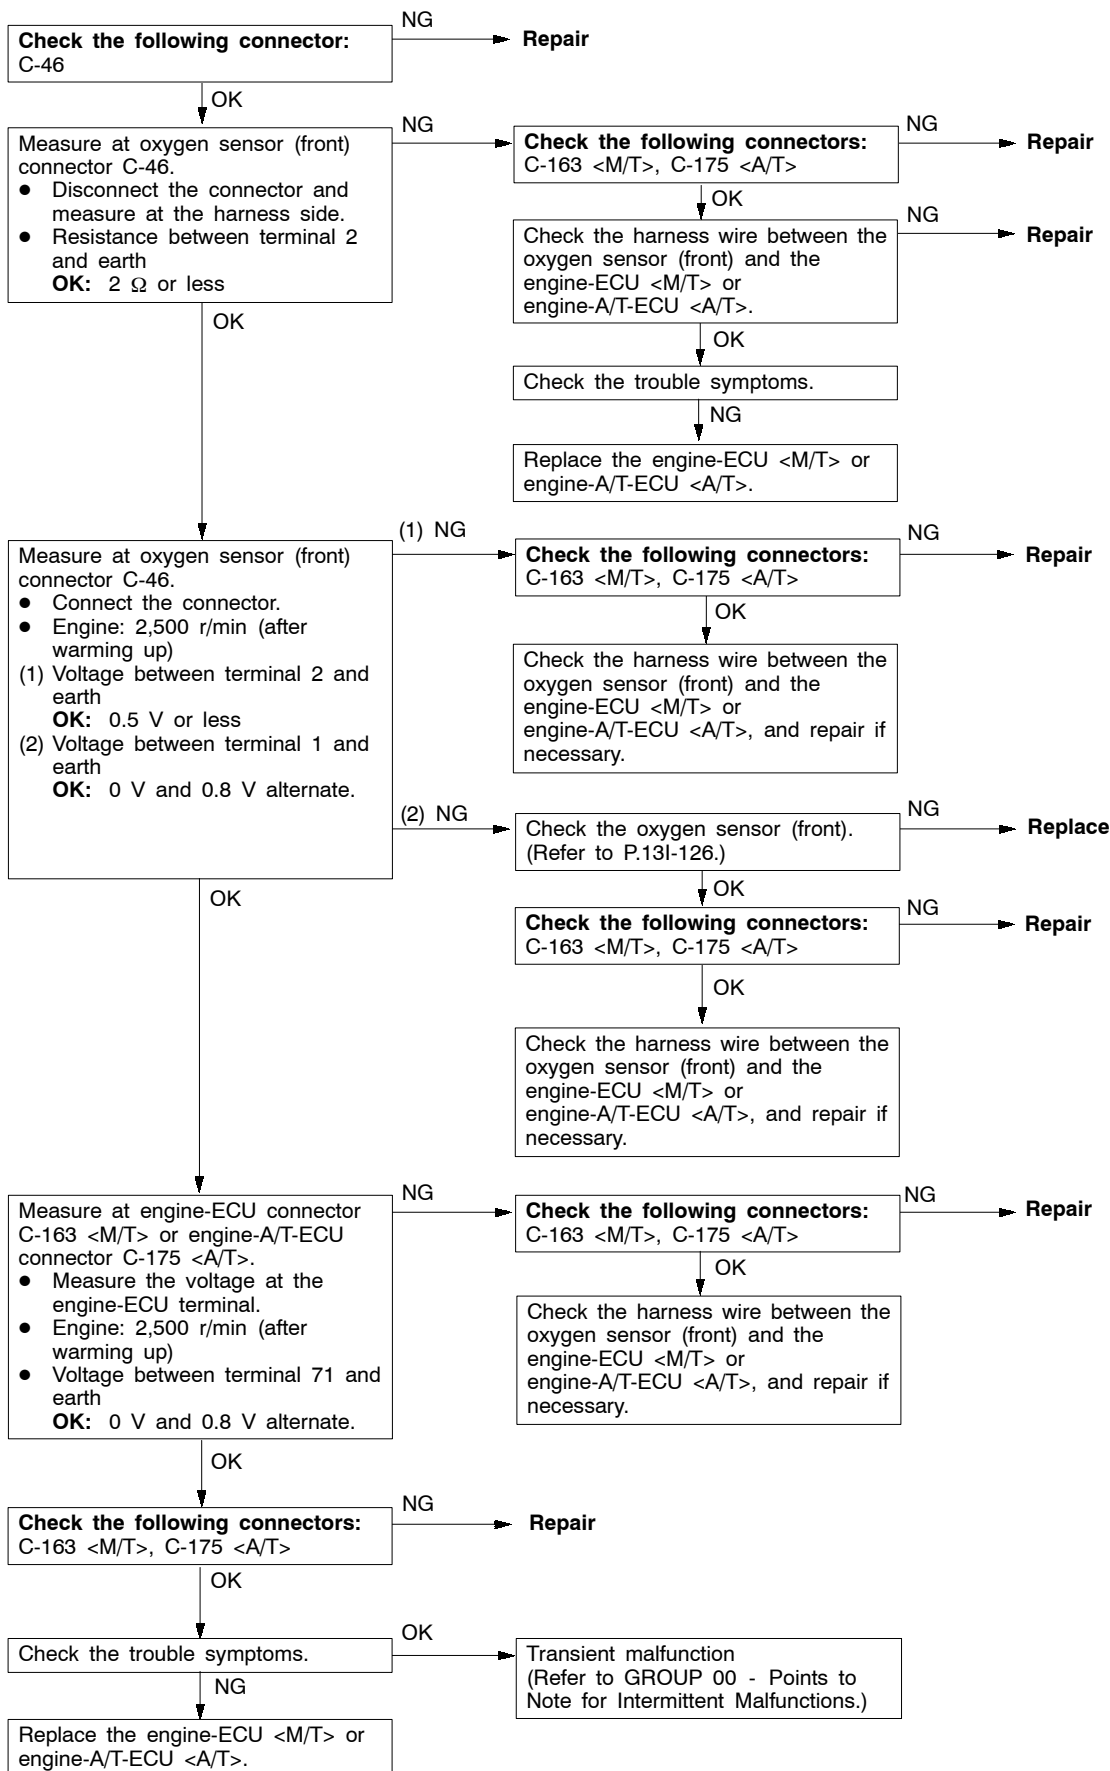 Check the following connector:
C-46
NG
Repair
OK
Measure at oxygen sensor (front)
connector C-46.
● Disconnect the connector and
measure at the harness side.
● Resistance between terminal 2
and earth
OK: 2 Ω or less
NG
Check the following connectors:
C-163 <M/T>, C-175 <A/T>
NG
Repair
OK
Check the harness wire between the
oxygen sensor (front) and the
engine-ECU <M/T> or
engine-A/T-ECU <A/T>.
NG
Repair
OK
Check the trouble symptoms.
NG
Replace the engine-ECU <M/T> or
engine-A/T-ECU <A/T>.
OK
Measure at oxygen sensor (front)
connector C-46.
● Connect the connector.
● Engine: 2,500 r/min (after
warming up)
(1) Voltage between terminal 2 and
earth
OK: 0.5 V or less
(2) Voltage between terminal 1 and
earth
OK: 0 V and 0.8 V alternate.
(1) NG
Check the following connectors:
C-163 <M/T>, C-175 <A/T>
NG
Repair
OK
Check the harness wire between the
oxygen sensor (front) and the
engine-ECU <M/T> or
engine-A/T-ECU <A/T>, and repair if
necessary.
(2) NG
Check the oxygen sensor (front).
(Refer to P.13I-126.)
NG
Replace
OK
Check the following connectors:
C-163 <M/T>, C-175 <A/T>
NG
Repair
OK
Check the harness wire between the
oxygen sensor (front) and the
engine-ECU <M/T> or
engine-A/T-ECU <A/T>, and repair if
necessary.
OK
Measure at engine-ECU connector
C-163 <M/T> or engine-A/T-ECU
connector C-175 <A/T>.
● Measure the voltage at the
engine-ECU terminal.
● Engine: 2,500 r/min (after
warming up)
● Voltage between terminal 71 and
earth
OK: 0 V and 0.8 V alternate.
NG
Check the following connectors:
C-163 <M/T>, C-175 <A/T>
NG
Repair
OK
Check the harness wire between the
oxygen sensor (front) and the
engine-ECU <M/T> or
engine-A/T-ECU <A/T>, and repair if
necessary.
OK
Check the following connectors:
C-163 <M/T>, C-175 <A/T>
NG
Repair
OK
Check the trouble symptoms.
OK
Transient malfunction
(Refer to GROUP 00 - Points to
Note for Intermittent Malfunctions.)
NG
Replace the engine-ECU <M/T> or
engine-A/T-ECU <A/T>.